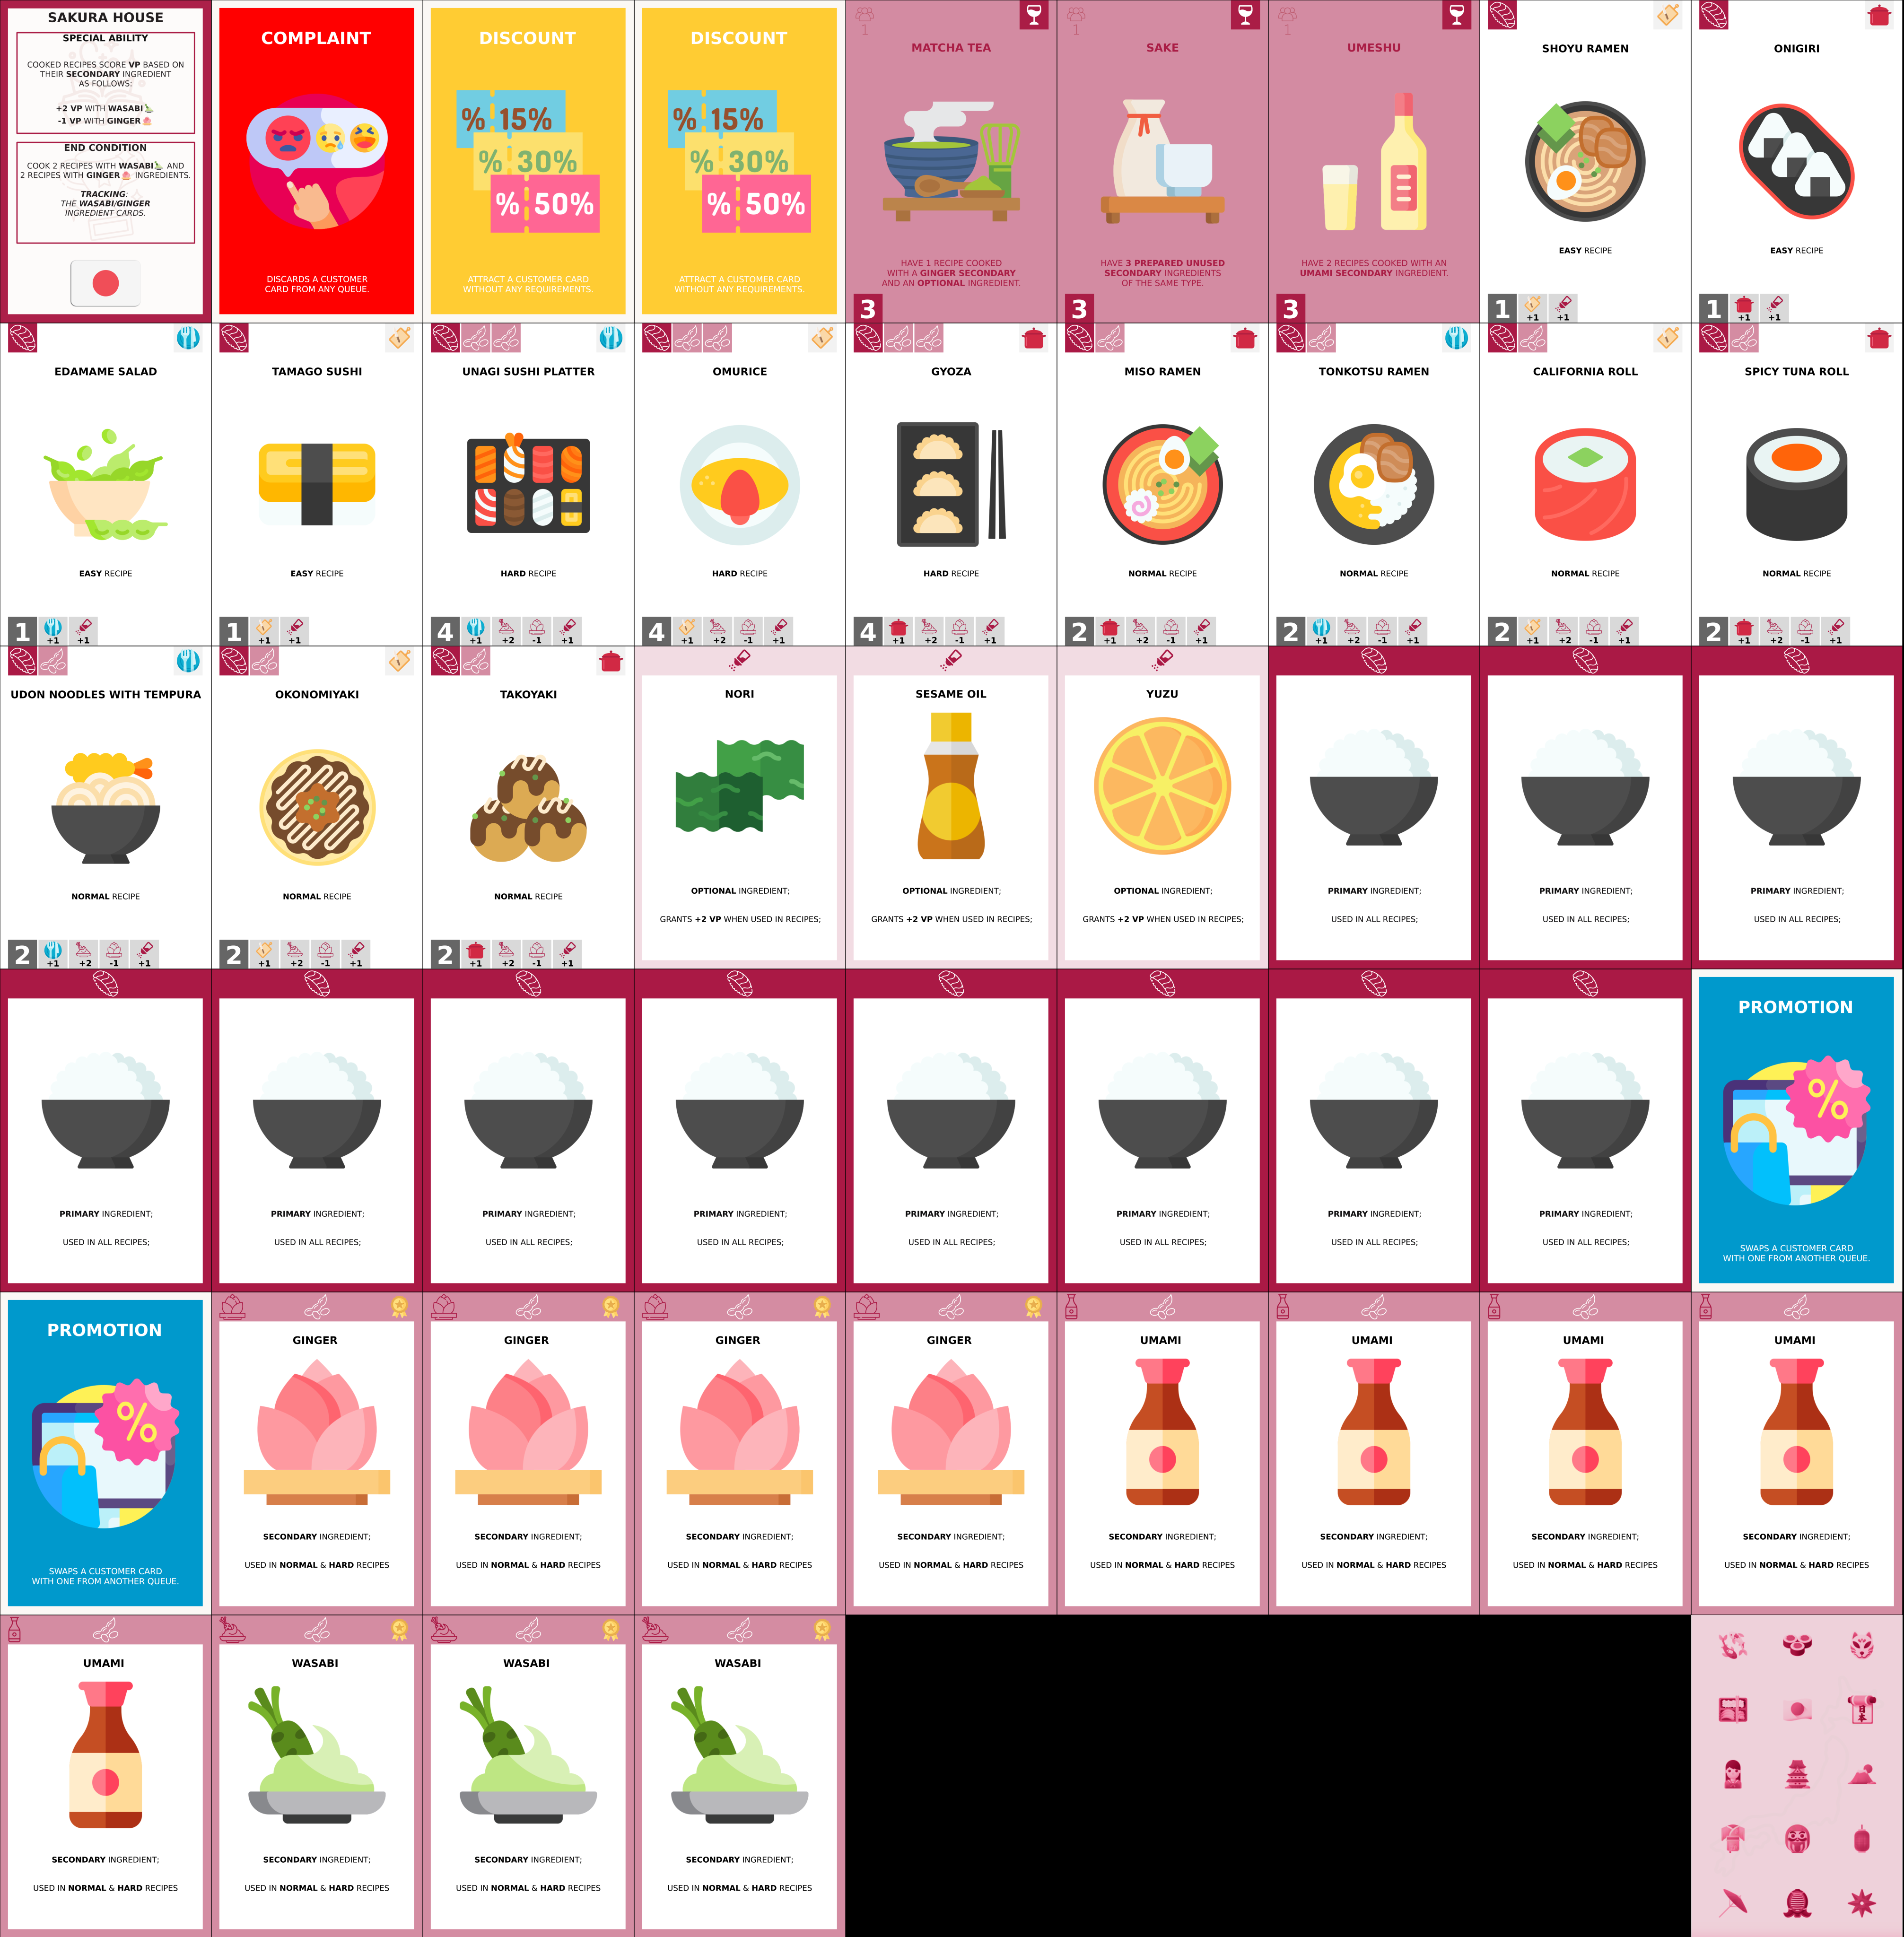 SAKURA HOUSE
SPECIAL ABILITY
COOKED RECIPES SCORE VP BASED ON
THEIR SECONDARY INGREDIENT
AS FOLLOWS:
+2 VP WITH WASABI
-1 VP WITH GINGER
END CONDITION
COOK 2 RECIPES WITH WASABI AND
2 RECIPES WITH GINGER INGREDIENTS.
TRACKING:
THE WASABI/GINGER
INGREDIENT CARDS.
COMPLAINT
DISCARDS A CUSTOMER
CARD FROM ANY QUEUE.
DISCOUNT
% 15%
% 30%
% 50%
ATTRACT A CUSTOMER CARD
WITHOUT ANY REQUIREMENTS.
DISCOUNT
% 15%
% 30%
% 50%
ATTRACT A CUSTOMER CARD
WITHOUT ANY REQUIREMENTS.
1
MATCHA TEA
HAVE 1 RECIPE COOKED
WITH A GINGER SECONDARY
AND AN OPTIONAL INGREDIENT.
3
1
SAKE
HAVE 3 PREPARED UNUSED
SECONDARY INGREDIENTS
OF THE SAME TYPE.
3
1
UMESHU
HAVE 2 RECIPES COOKED WITH AN
UMAMI SECONDARY INGREDIENT.
3
SHOYU RAMEN
EASY RECIPE
1 +1 +1
ONIGIRI
EASY RECIPE
1 +1 +1
EDAMAME SALAD
EASY RECIPE
1 +1 +1
TAMAGO SUSHI
EASY RECIPE
1 +1 +1
UNAGI SUSHI PLATTER
HARD RECIPE
4 +1 +2 -1 +1
OMURICE
HARD RECIPE
4 +1 +2 -1 +1
GYOZA
HARD RECIPE
4 +1 +2 -1 +1
MISO RAMEN
NORMAL RECIPE
2 +1 +2 -1 +1
TONKOTSU RAMEN
NORMAL RECIPE
2 +1 +2 -1 +1
CALIFORNIA ROLL
NORMAL RECIPE
2 +1 +2 -1 +1
SPICY TUNA ROLL
NORMAL RECIPE
2 +1 +2 -1 +1
UDON NOODLES WITH TEMPURA
NORMAL RECIPE
2 +1 +2 -1 +1
OKONOMIYAKI
NORMAL RECIPE
2 +1 +2 -1 +1
TAKOYAKI
NORMAL RECIPE
2 +1 +2 -1 +1
NORI
OPTIONAL INGREDIENT;
GRANTS +2 VP WHEN USED IN RECIPES;
SESAME OIL
OPTIONAL INGREDIENT;
GRANTS +2 VP WHEN USED IN RECIPES;
YUZU
OPTIONAL INGREDIENT;
GRANTS +2 VP WHEN USED IN RECIPES;
PRIMARY INGREDIENT;
USED IN ALL RECIPES;
PRIMARY INGREDIENT;
USED IN ALL RECIPES;
PRIMARY INGREDIENT;
USED IN ALL RECIPES;
PRIMARY INGREDIENT;
USED IN ALL RECIPES;
PRIMARY INGREDIENT;
USED IN ALL RECIPES;
PRIMARY INGREDIENT;
USED IN ALL RECIPES;
PRIMARY INGREDIENT;
USED IN ALL RECIPES;
PRIMARY INGREDIENT;
USED IN ALL RECIPES;
PRIMARY INGREDIENT;
USED IN ALL RECIPES;
PRIMARY INGREDIENT;
USED IN ALL RECIPES;
PRIMARY INGREDIENT;
USED IN ALL RECIPES;
PROMOTION
%
SWAPS A CUSTOMER CARD
WITH ONE FROM ANOTHER QUEUE.
PROMOTION
%
SWAPS A CUSTOMER CARD
WITH ONE FROM ANOTHER QUEUE.
GINGER
SECONDARY INGREDIENT;
USED IN NORMAL & HARD RECIPES
GINGER
SECONDARY INGREDIENT;
USED IN NORMAL & HARD RECIPES
GINGER
SECONDARY INGREDIENT;
USED IN NORMAL & HARD RECIPES
GINGER
SECONDARY INGREDIENT;
USED IN NORMAL & HARD RECIPES
UMAMI
SECONDARY INGREDIENT;
USED IN NORMAL & HARD RECIPES
UMAMI
SECONDARY INGREDIENT;
USED IN NORMAL & HARD RECIPES
UMAMI
SECONDARY INGREDIENT;
USED IN NORMAL & HARD RECIPES
UMAMI
SECONDARY INGREDIENT;
USED IN NORMAL & HARD RECIPES
UMAMI
SECONDARY INGREDIENT;
USED IN NORMAL & HARD RECIPES
WASABI
SECONDARY INGREDIENT;
USED IN NORMAL & HARD RECIPES
WASABI
SECONDARY INGREDIENT;
USED IN NORMAL & HARD RECIPES
WASABI
SECONDARY INGREDIENT;
USED IN NORMAL & HARD RECIPES
日本